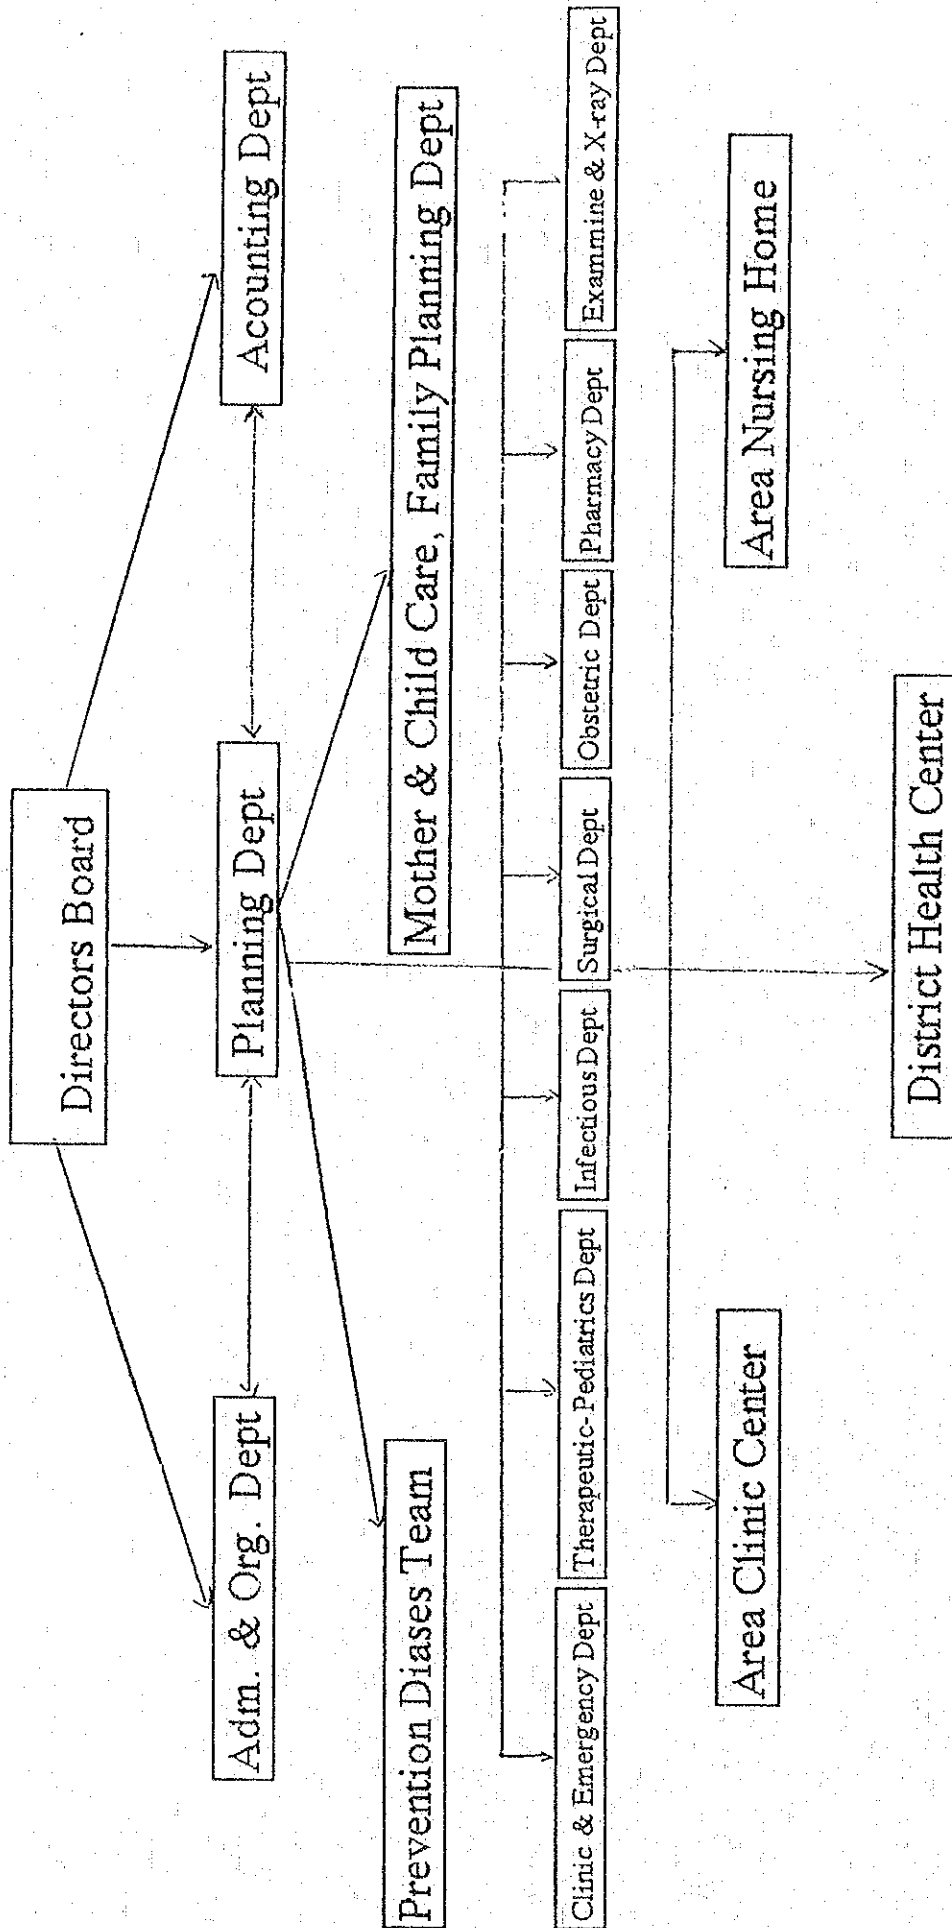 Directors Board
Adm. & Org. Dept
Planning Dept
Acounting Dept
Prevention Diases Team
Mother & Child Care, Family Planning Dept
Clinic & Emergency Dept
Therapeutic-Pediatrics Dept
Infectious Dept
Surgical Dept
Obstetric Dept
Pharmacy Dept
Exammine & X-ray Dept
Area Clinic Center
Area Nursing Home
District Health Center